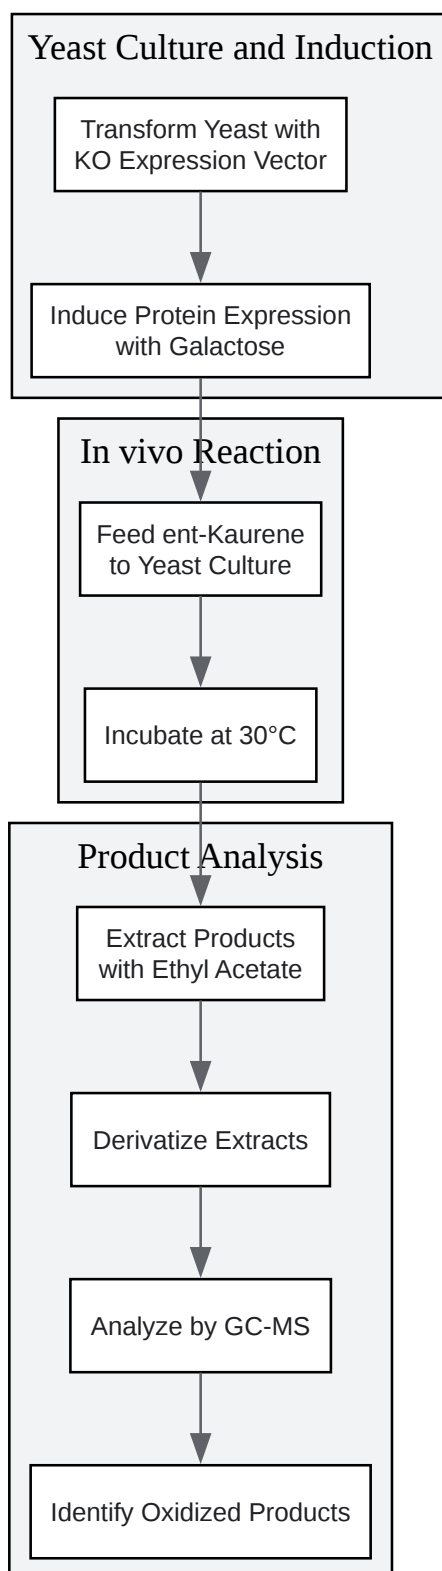 Yeast Culture and Induction
Transform Yeast with
KO Expression Vector
Induce Protein Expression
with Galactose
In vivo Reaction
Feed ent-Kaurene
to Yeast Culture
Incubate at 30°C
Product Analysis
Extract Products
with Ethyl Acetate
Derivatize Extracts
Analyze by GC-MS
Identify Oxidized Products